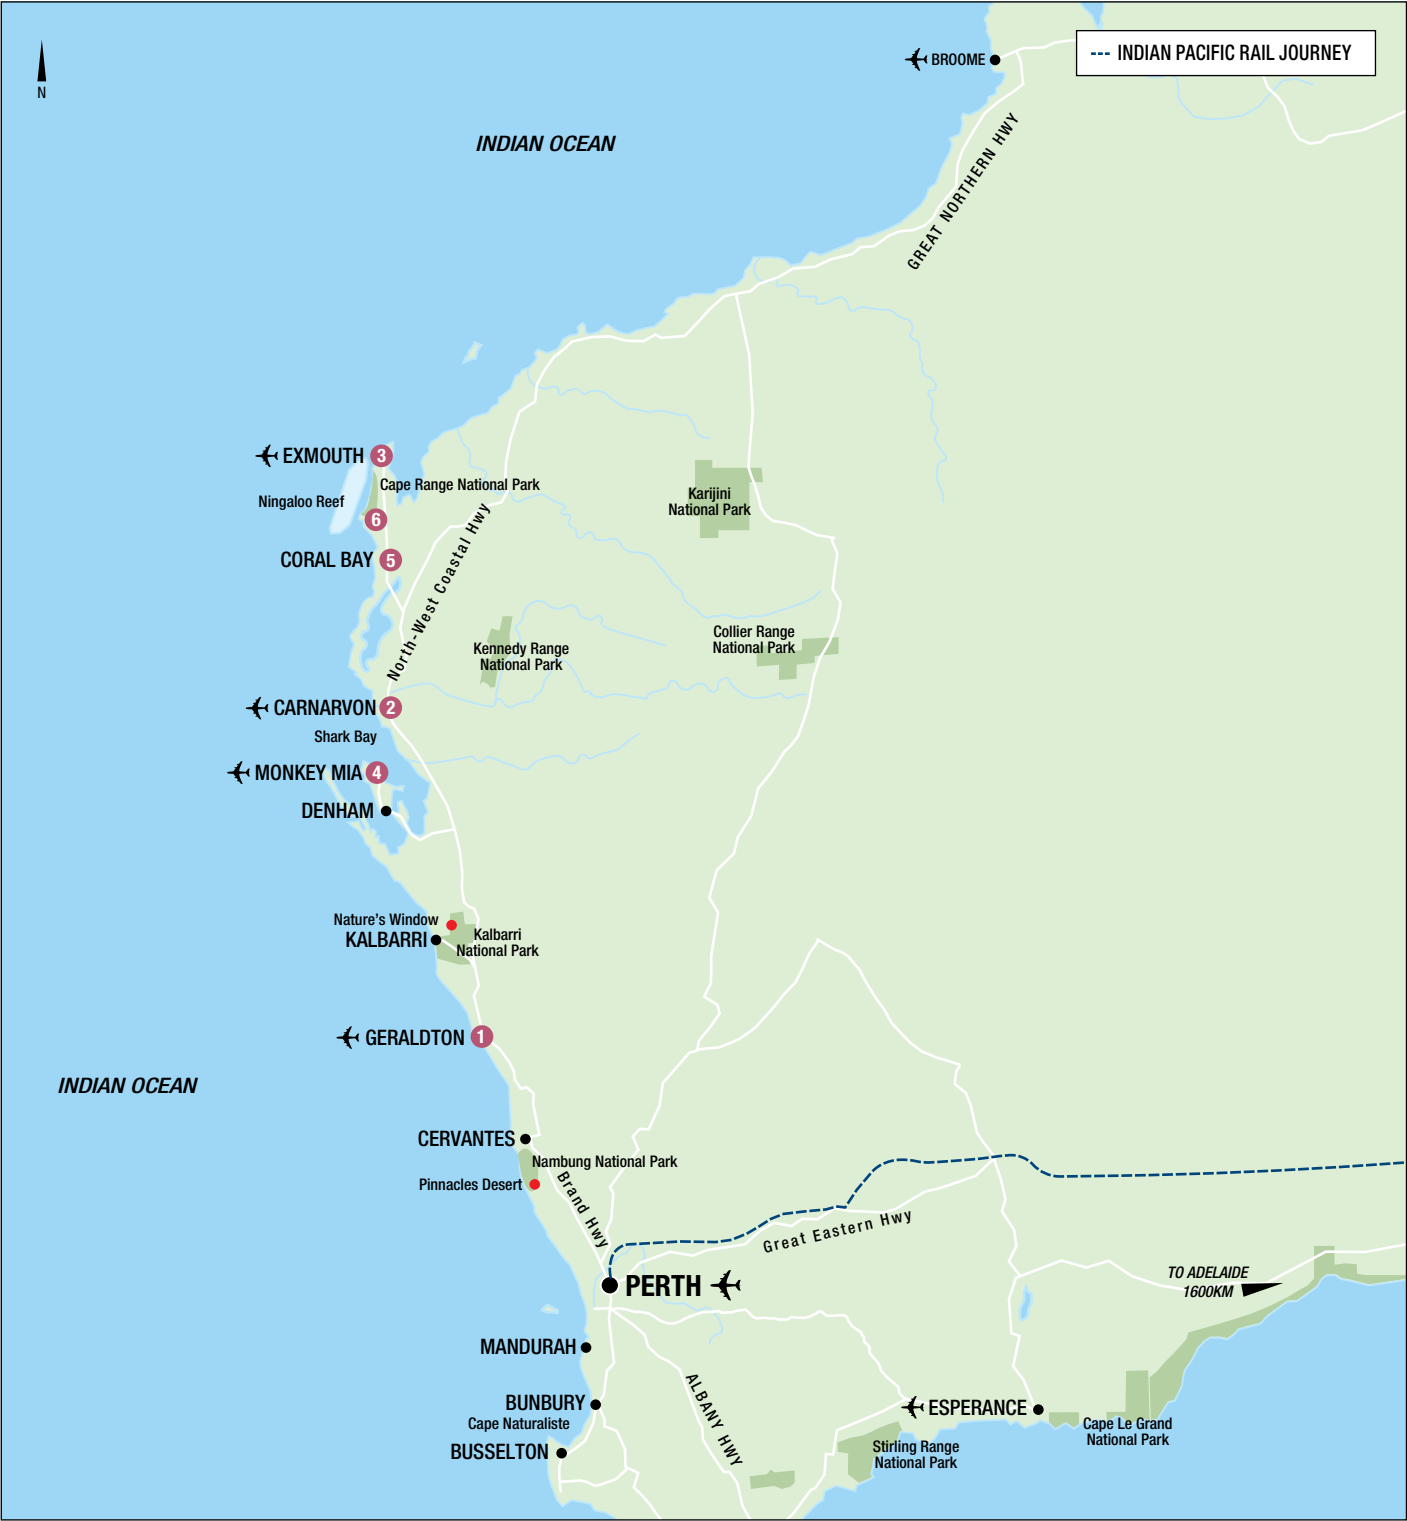 BROOME
INDIAN PACIFIC RAIL JOURNEY
N
INDIAN OCEAN
GREAT NORTHERN HWY
EXMOUTH 3
Cape Range National Park
Ningaloo Reef
6
Karijini
National Park
CORAL BAY 5
North-West Coastal Hwy
Kennedy Range
National Park
Collier Range
National Park
CARNARVON 2
Shark Bay
MONKEY MIA 4
DENHAM
Nature's Window
KALBARRI
Kalbarri
National Park
GERALDTON 1
INDIAN OCEAN
CERVANTES
Nambung National Park
Pinnacles Desert
Brand Hwy
Great Eastern Hwy
PERTH
TO ADELAIDE
1600KM
MANDURAH
ALBANY HWY
BUNBURY
Cape Naturaliste
BUSSELTON
ESPERANCE
Cape Le Grand
National Park
Stirling Range
National Park